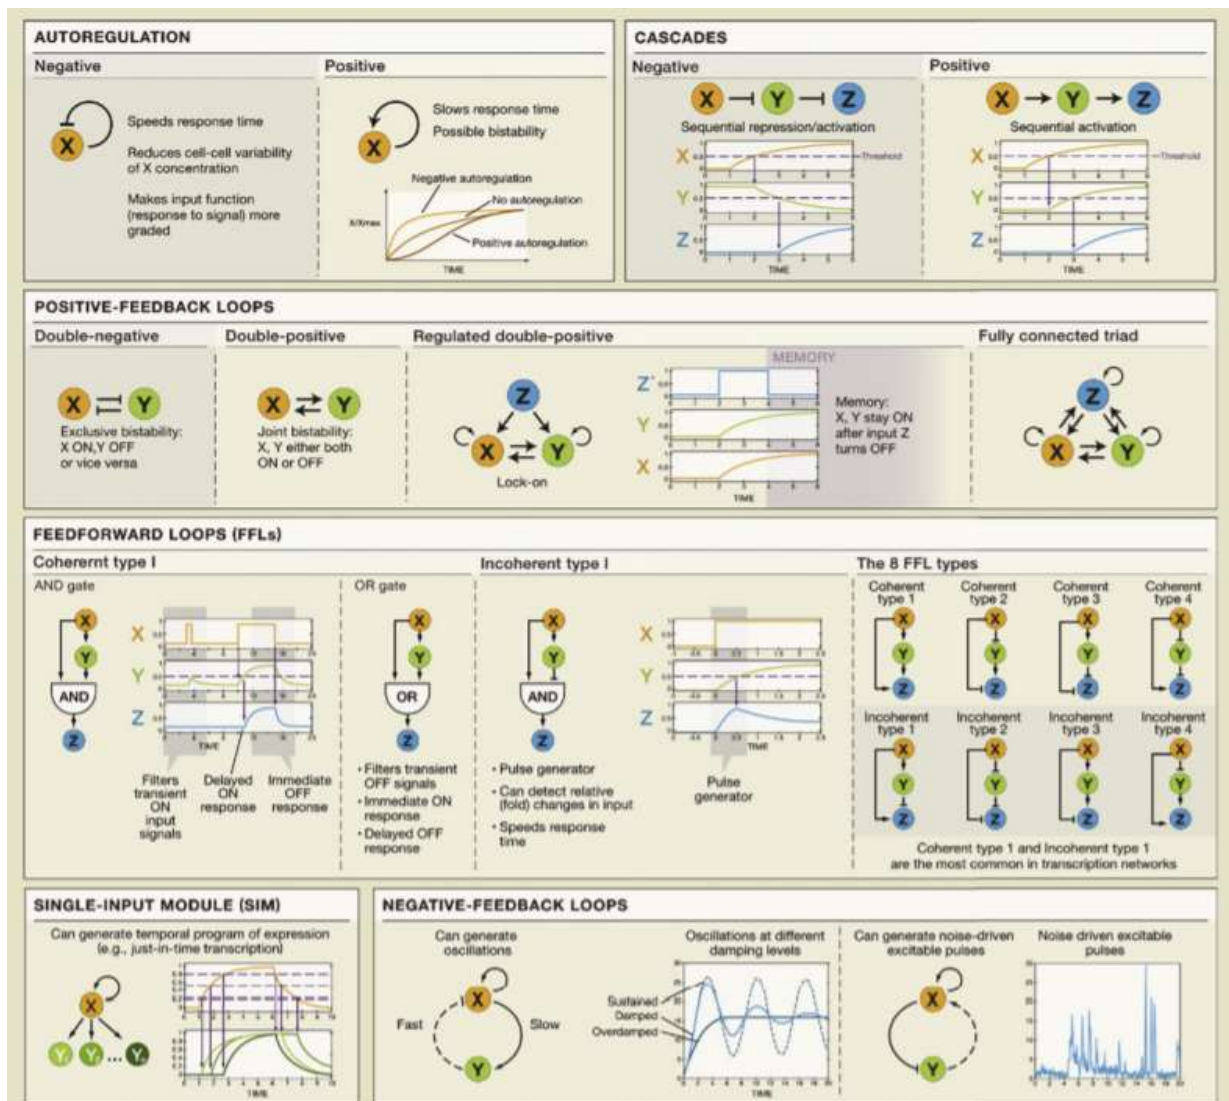 AUTOREGULATION
Negative
X
Speeds response time
Reduces cell-cell variability
of X concentration
Makes input function
(response to signal) more
graded
Positive
X
Slows response time
Possible bistability
Negative autoregulation
No autoregulation
X/Xmax
Positive autoregulation
TIME
CASCADES
Negative
X Y Z
Sequential repression/activation
X
Threshold
Y
Z
TIME
Positive
X Y Z
Sequential activation
X
Threshold
Y
Z
TIME
POSITIVE-FEEDBACK LOOPS
Double-negative
X Y
Exclusive bistability:
X ON,Y OFF
or vice versa
Double-positive
X Y
Joint bistability:
X, Y either both
ON or OFF
Regulated double-positive
Z
X Y
Lock-on
MEMORY
Z
Y
X
TIME
Memory:
X, Y stay ON
after input Z
turns OFF
Fully connected triad
Z
X Y
FEEDFORWARD LOOPS (FFLs)
Coherernt type I
AND gate
X
Y
AND
Z
X
Y
Z
TIME
Filters
transient
ON
input
signals
Delayed
ON
response
Immediate
OFF
response
OR gate
X
Y
OR
Z
• Filters transient
OFF signals
• Immediate ON
response
• Delayed OFF
response
Incoherent type I
X
Y
AND
Z
• Pulse generator
• Can detect relative
(fold) changes in input
• Speeds response
time
X
Y
Z
TIME
Pulse
generator
The 8 FFL types
Coherent type 1
X
Y
Z
Coherent type 2
X
Y
Z
Coherent type 3
X
Y
Z
Coherent type 4
X
Y
Z
Incoherent type 1
X
Y
Z
Incoherent type 2
X
Y
Z
Incoherent type 3
X
Y
Z
Incoherent type 4
X
Y
Z
Coherent type 1 and Incoherent type 1
are the most common in transcription networks
SINGLE-INPUT MODULE (SIM)
Can generate temporal program of expression
(e.g., just-in-time transcription)
X
Y Y ... Y
TIME
NEGATIVE-FEEDBACK LOOPS
Can generate
oscillations
X
Fast
Slow
Y
Oscillations at different
damping levels
Sustained
Damped
Overdamped
TIME
Can generate noise-driven
excitable pulses
X
Y
Noise driven excitable
pulses